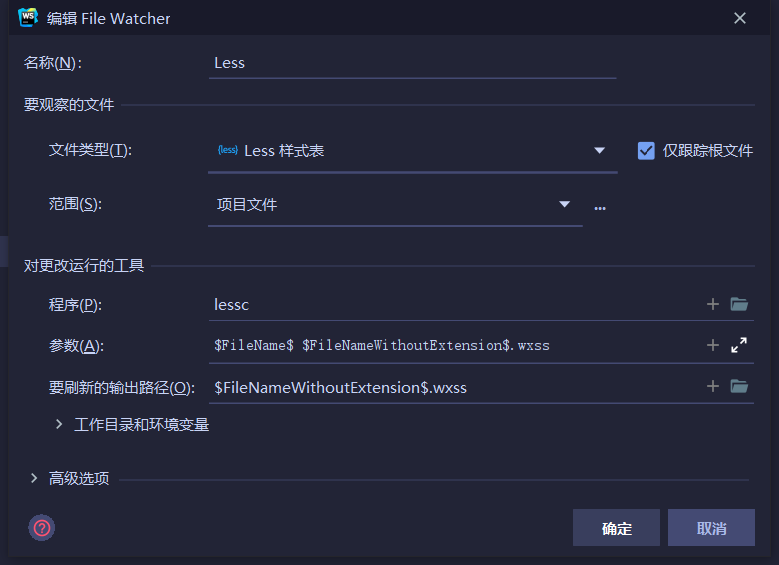 WS 编辑 File Watcher
名称(N): Less
要观察的文件
文件类型(T): {less} Less 样式表 仅跟踪根文件
范围(S): 项目文件 ...
对更改运行的工具
程序(P): lessc
参数(A): $FileName$ $FileNameWithoutExtension$.wxss
要刷新的输出路径(O): $FileNameWithoutExtension$.wxss
工作目录和环境变量
高级选项
? 确定 取消